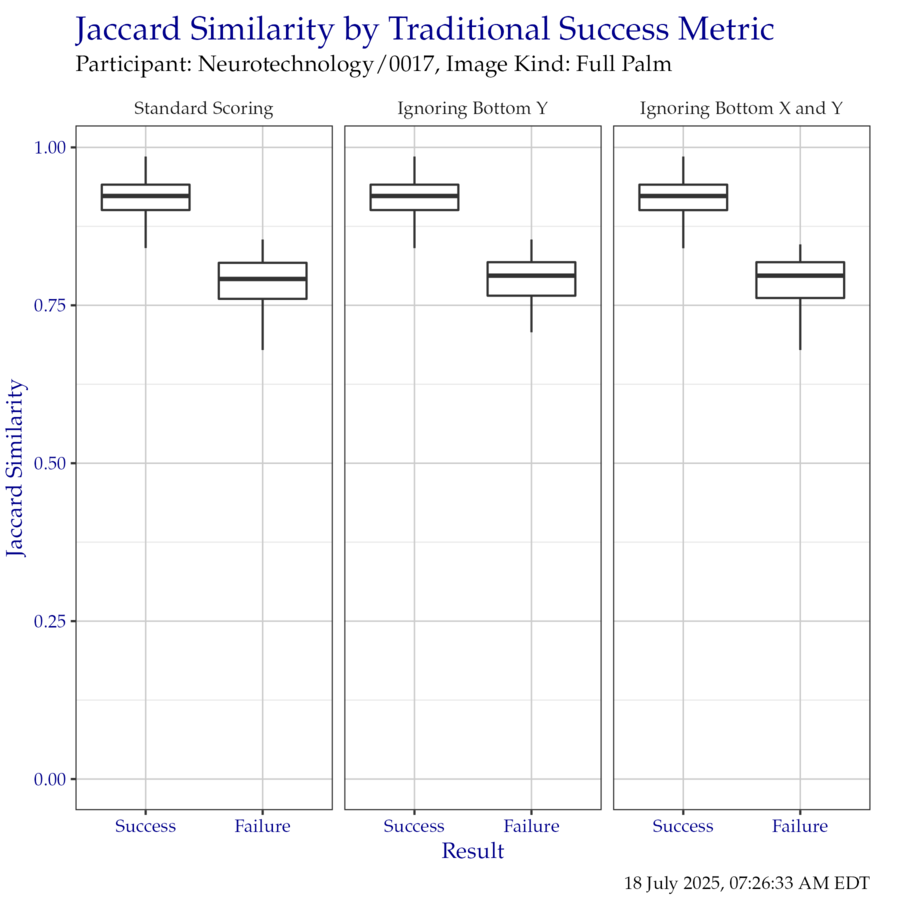 Jaccard Similarity by Traditional Success Metric
Participant: Neurotechnology/0017, Image Kind: Full Palm
Standard Scoring
Ignoring Bottom Y
Ignoring Bottom X and Y
Jaccard Similarity
1.00
0.75
0.50
0.25
0.00
Success Failure
Success Failure
Success Failure
Result
18 July 2025, 07:26:33 AM EDT